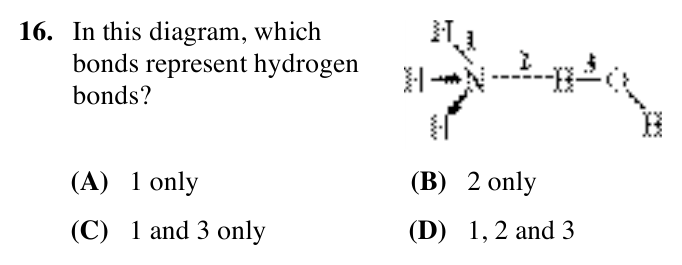 16. In this diagram, which
bonds represent hydrogen
bonds?
H 1
H N 2 H 3 O
H H
(A) 1 only
(B) 2 only
(C) 1 and 3 only
(D) 1, 2 and 3